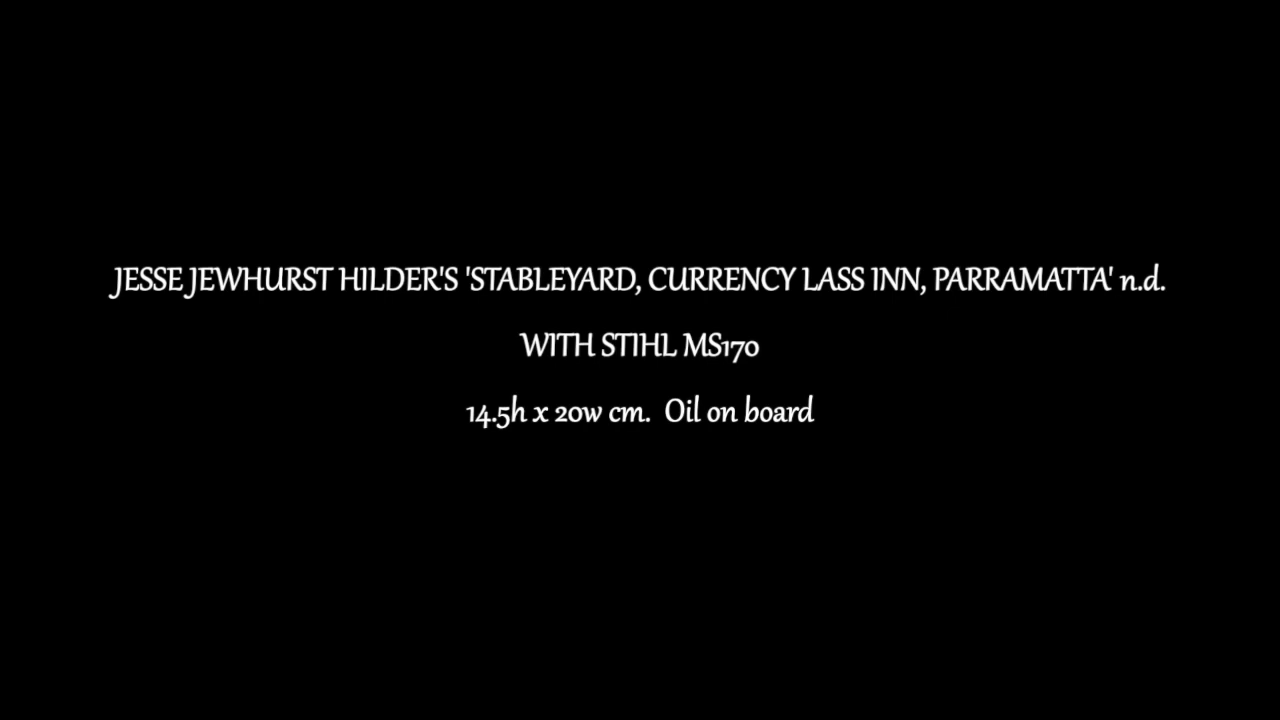 JESSE JEWHURST HILDER'S 'STABLEYARD, CURRENCY LASS INN, PARRAMATTA' n.d.
WITH STIHL MS170
14.5h x 20w cm. Oil on board